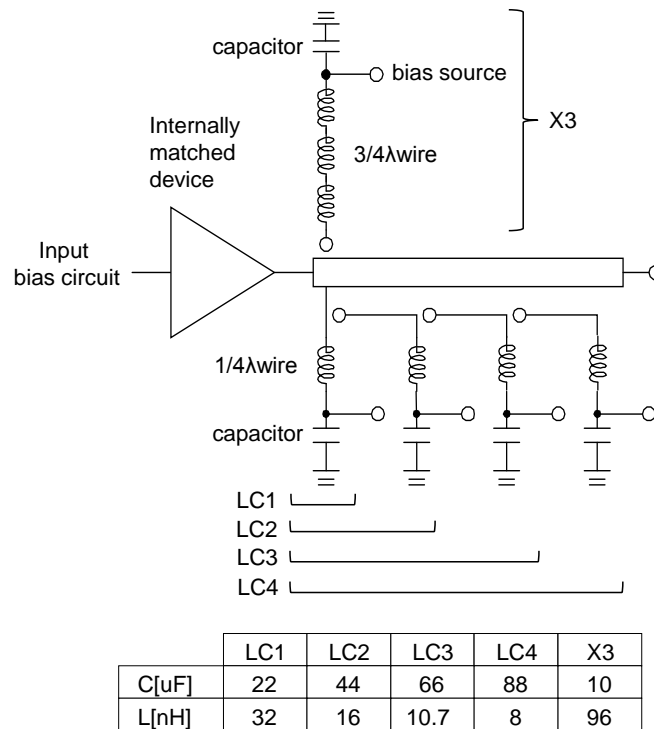 capacitor
bias source
X3
Internally
matched
device
3/4λwire
Input
bias circuit
1/4λwire
capacitor
LC1
LC2
LC3
LC4
LC1 LC2 LC3 LC4 X3
C[uF] 22 44 66 88 10
L[nH] 32 16 10.7 8 96